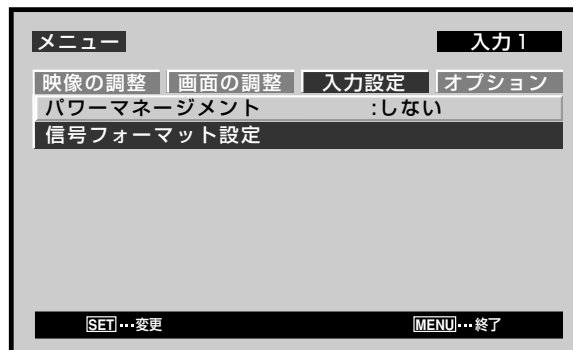 メニュー 入力1
映像の調整 画面の調整 入力設定 オプション
パワーマネージメント :しない
信号フォーマット設定
SET…変更 MENU…終了